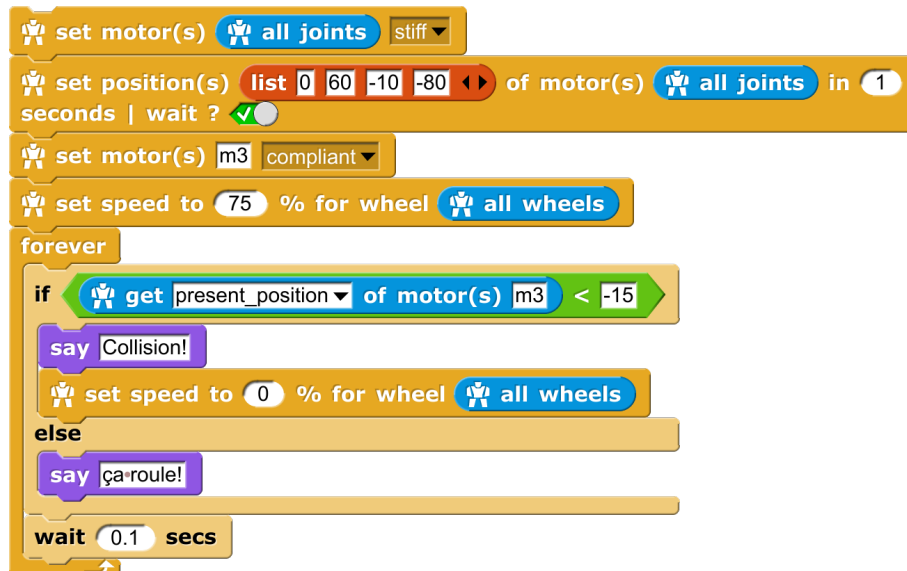 set motor(s) all joints stiff
set position(s) list 0 60 -10 -80 of motor(s) all joints in 1
seconds | wait ?
set motor(s) m3 compliant
set speed to 75 % for wheel all wheels
forever
if get present_position of motor(s) m3 < -15
say Collision!
set speed to 0 % for wheel all wheels
else
say ça roule!
wait 0.1 secs